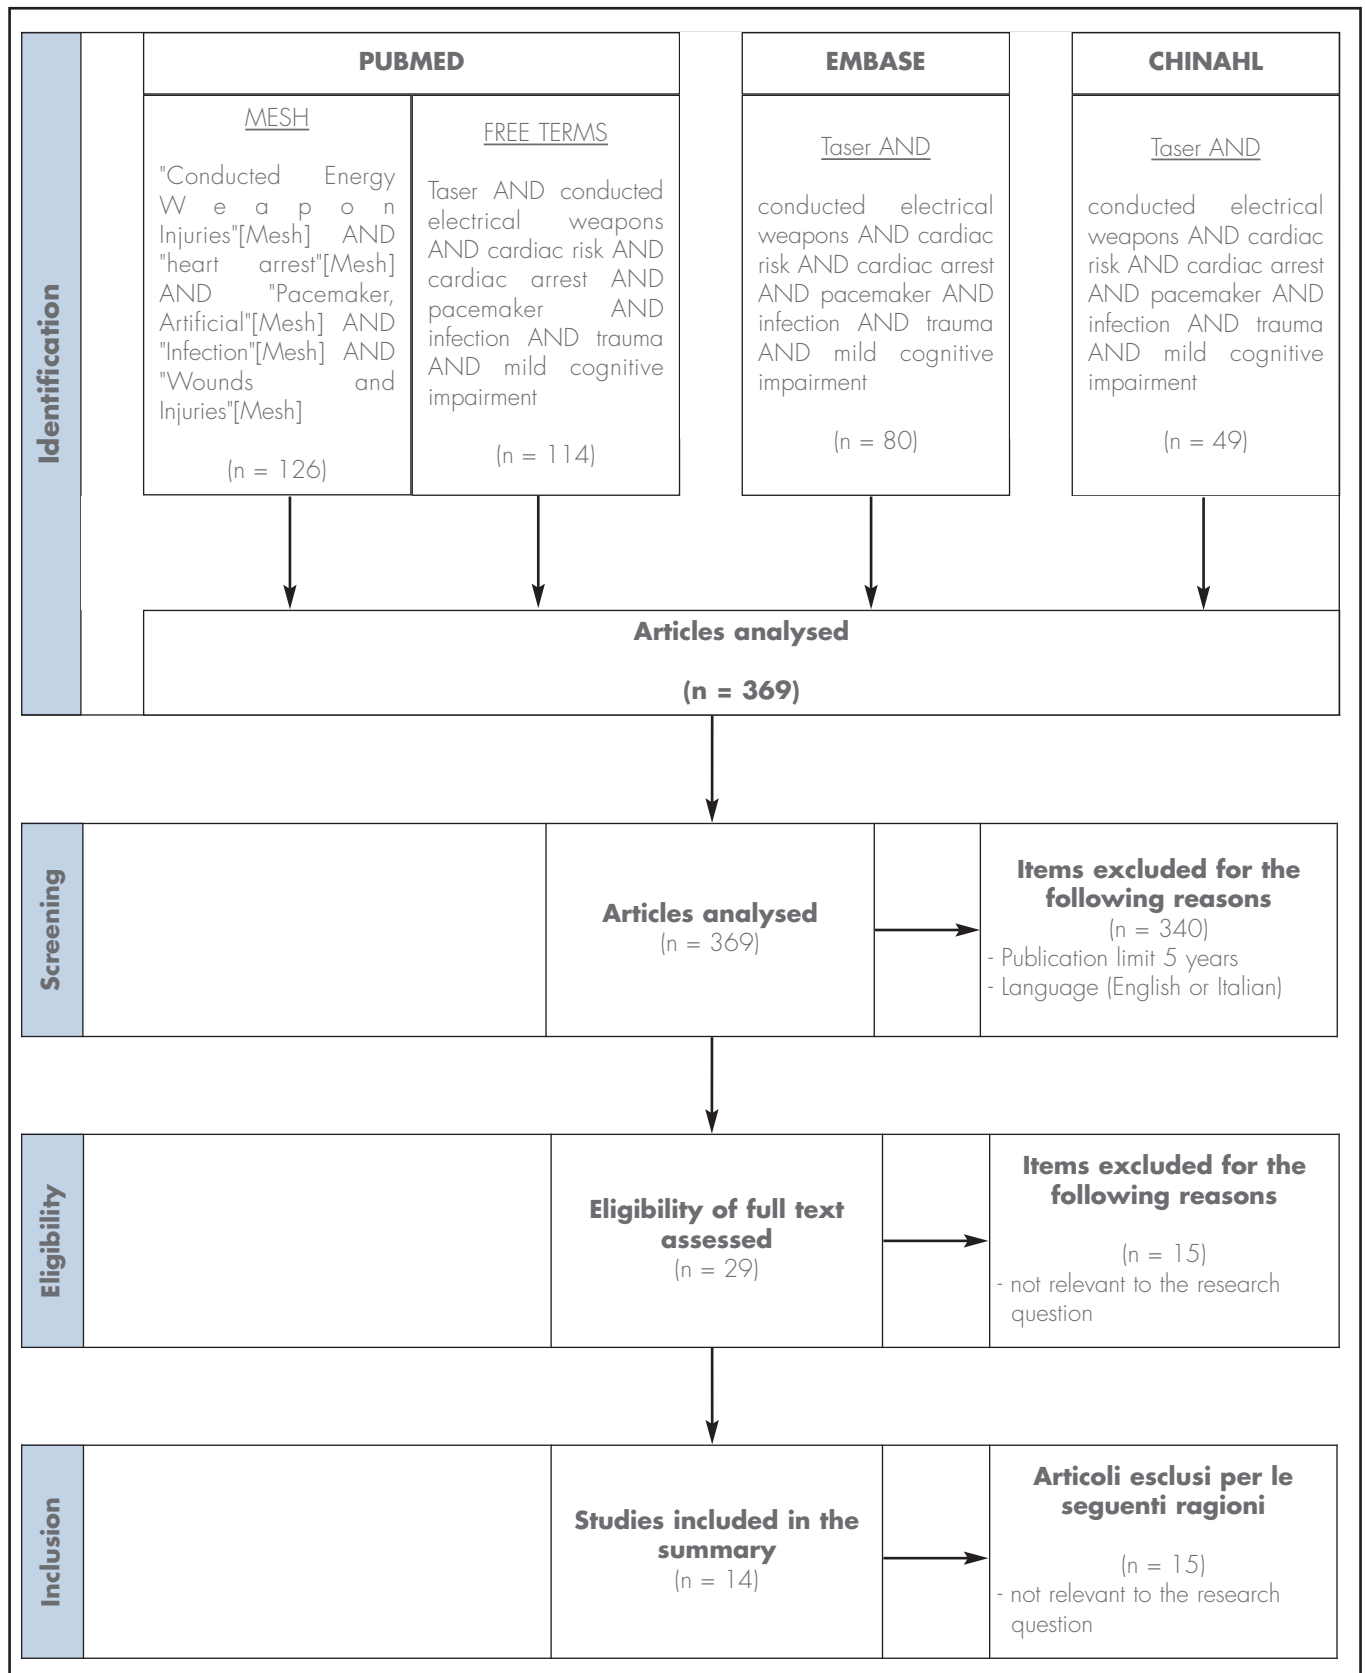 Identification
PUBMED
MESH
"Conducted Energy
W e a p o n
Injuries"[Mesh] AND
"heart arrest"[Mesh]
AND "Pacemaker,
Artificial"[Mesh] AND
"Infection"[Mesh] AND
"Wounds and
Injuries"[Mesh]
(n = 126)
FREE TERMS
Taser AND conducted
electrical weapons
AND cardiac risk AND
cardiac arrest AND
pacemaker AND
infection AND trauma
AND mild cognitive
impairment
(n = 114)
EMBASE
Taser AND
conducted electrical
weapons AND cardiac
risk AND cardiac arrest
AND pacemaker AND
infection AND trauma
AND mild cognitive
impairment
(n = 80)
CHINAHL
Taser AND
conducted electrical
weapons AND cardiac
risk AND cardiac arrest
AND pacemaker AND
infection AND trauma
AND mild cognitive
impairment
(n = 49)
Articles analysed
(n = 369)
Screening
Articles analysed
(n = 369)
Items excluded for the
following reasons
(n = 340)
- Publication limit 5 years
- Language (English or Italian)
Eligibility
Eligibility of full text
assessed
(n = 29)
Items excluded for the
following reasons
(n = 15)
- not relevant to the research
question
Inclusion
Studies included in the
summary
(n = 14)
Articoli esclusi per le
seguenti ragioni
(n = 15)
- not relevant to the research
question